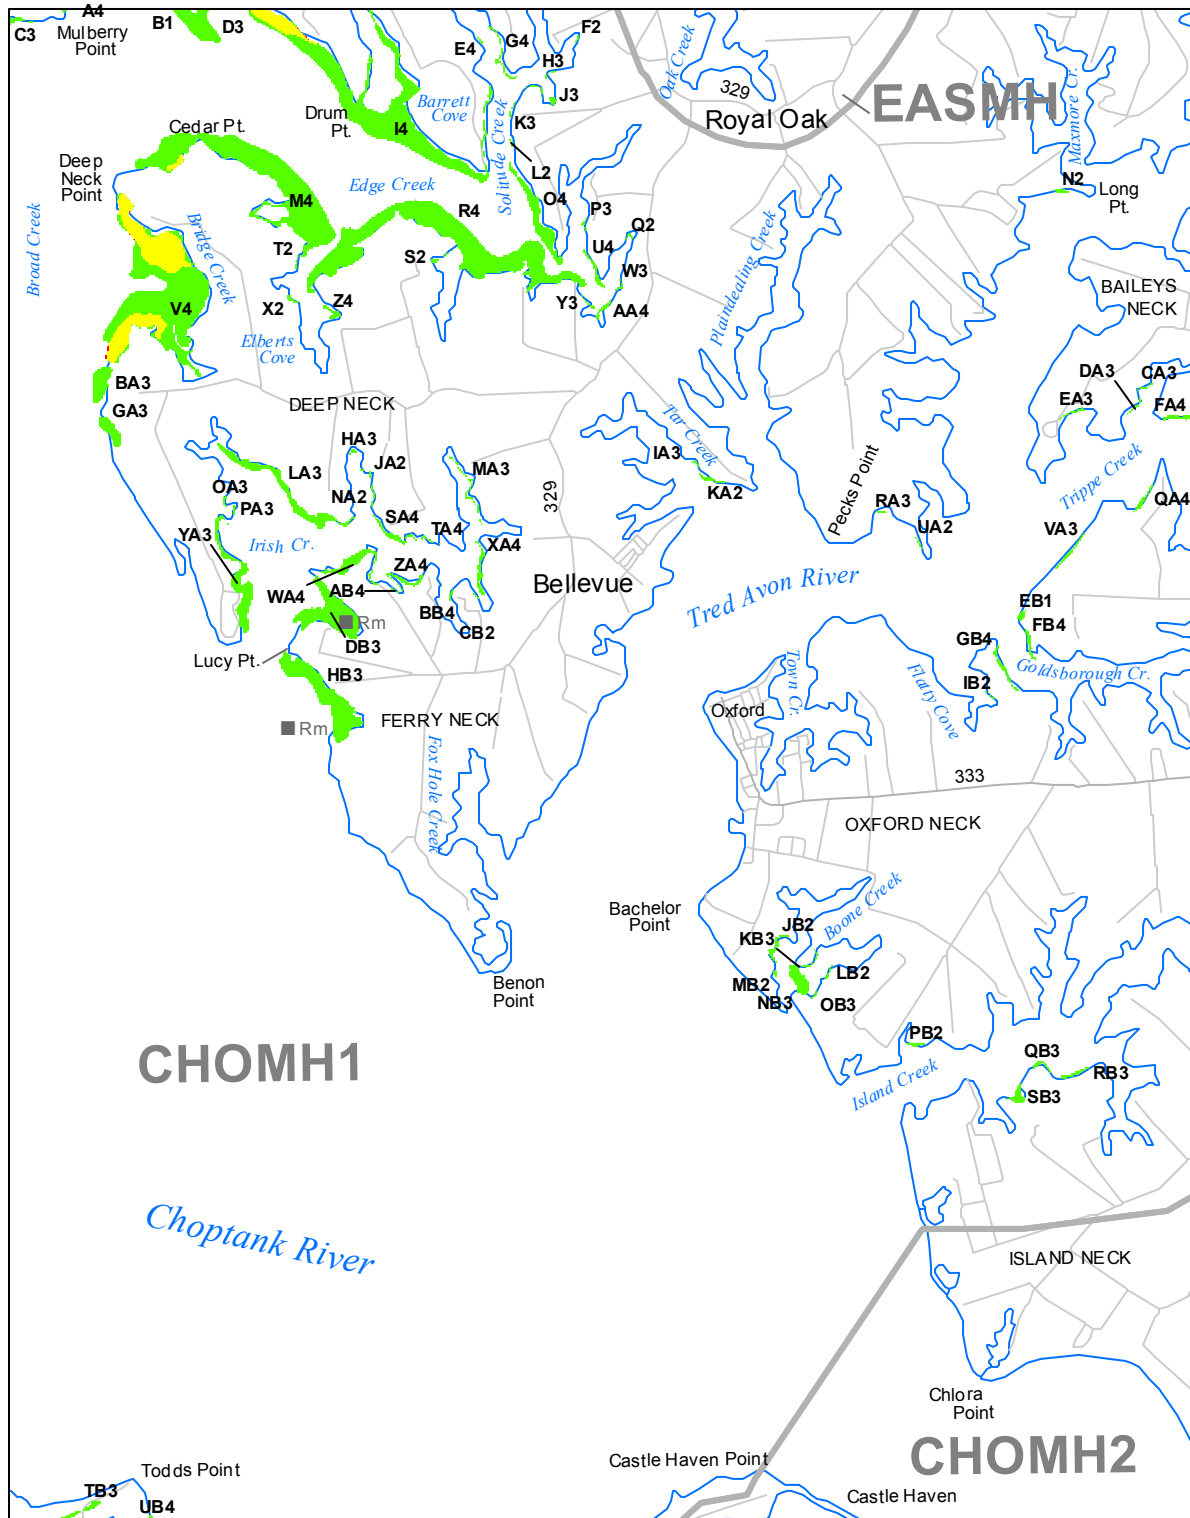 A4
C3
Mulberry
Point
B1
D3
E4
G4
F2
H3
J3
K3
Oak Creek
329
Royal Oak
EASMH
Maxmore Cr.
Cedar Pt.
Drum
Pt.
I4
Barrett
Cove
Solitude Creek
L2
Deep
Neck
Point
Edge Creek
M4
R4
O4
P3
Q2
U4
W3
N2
Long
Pt.
Broad Creek
Bridge Creek
T2
S2
X2
Z4
V4
Y3
AA4
Plaindealing Creek
BAILEYS
NECK
Elberts
Cove
BA3
GA3
DEEP NECK
DA3
CA3
EA3
FA4
HA3
JA2
LA3
MA3
IA3
Tar Creek
KA2
329
Pecks Point
Trippe Creek
OA3
PA3
NA2
SA4
TA4
RA3
QA4
YA3
Irish Cr.
XA4
UA2
VA3
WA4
AB4
ZA4
Bellevue
Tred Avon River
BB4
CB2
Rm
DB3
EB1
FB4
GB4
Goldsborough Cr.
IB2
Lucy Pt.
HB3
Town Cr.
Flatty Cove
Oxford
Rm
FERRY NECK
Fox Hole Creek
333
OXFORD NECK
Bachelor
Point
Boone Creek
JB2
KB3
LB2
MB2
NB3
OB3
Benon
Point
PB2
Island Creek
QB3
RB3
SB3
CHOMH1
Choptank River
ISLAND NECK
Chlora
Point
CHOMH2
Castle Haven Point
Castle Haven
Todds Point
TB3
UB4